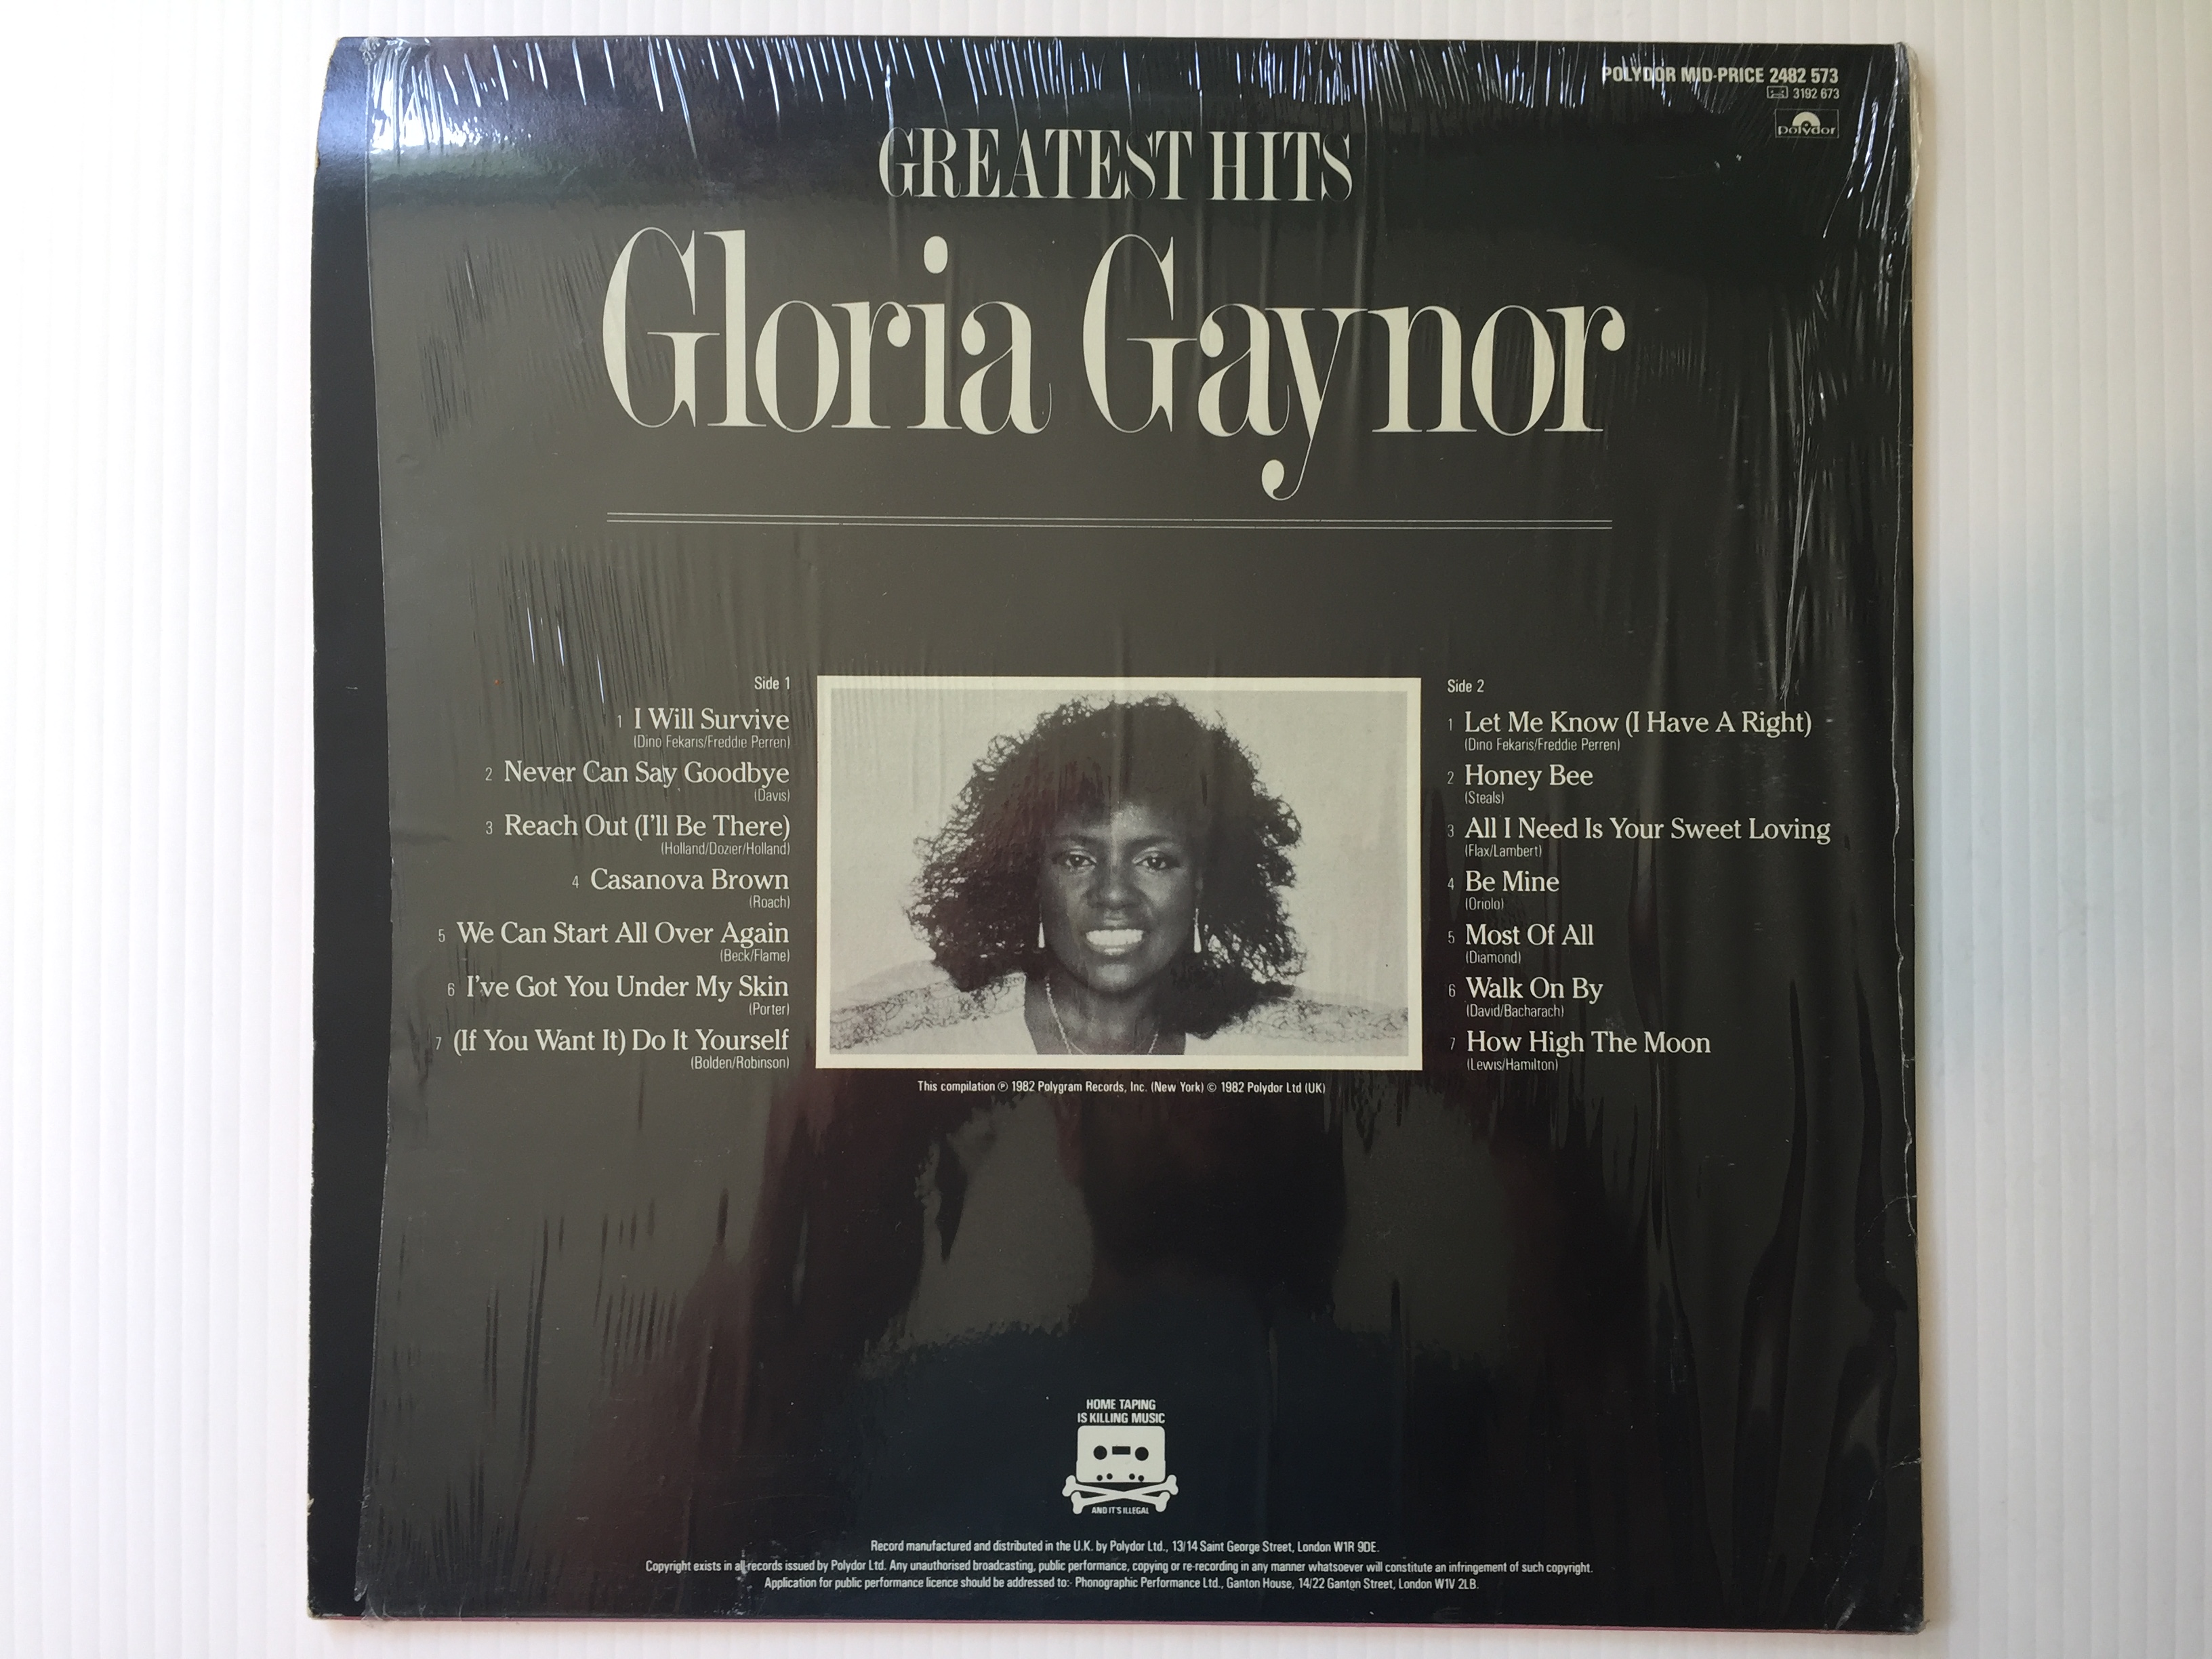 POLYDOR MID-PRICE 2482 573
3192 673
polydor
GREATEST HITS
Gloria Gaynor
Side 1
1 I Will Survive
(Dino Fekaris/Freddie Perren)
2 Never Can Say Goodbye
(Davis)
3 Reach Out (I'll Be There)
(Holland/Dozier/Holland)
4 Casanova Brown
(Roach)
5 We Can Start All Over Again
(Beck/Flame)
6 I've Got You Under My Skin
(Porter)
7 (If You Want It) Do It Yourself
(Bolden/Robinson)
Side 2
1 Let Me Know (I Have A Right)
(Dino Fekaris/Freddie Perren)
2 Honey Bee
(Steals)
3 All I Need Is Your Sweet Loving
(Flax/Lambert)
4 Be Mine
(Oriolo)
5 Most Of All
(Diamond)
6 Walk On By
(David/Bacharach)
7 How High The Moon
(Lewis/Hamilton)
This compilation ℗ 1982 Polygram Records, Inc. (New York) © 1982 Polydor Ltd (UK)
HOME TAPING
IS KILLING MUSIC
AND IT'S ILLEGAL
Record manufactured and distributed in the U.K. by Polydor Ltd., 13/14 Saint George Street, London W1R 9DE.
Copyright exists in all records issued by Polydor Ltd. Any unauthorised broadcasting, public performance, copying or re-recording in any manner whatsoever will constitute an infringement of such copyright.
Application for public performance licence should be addressed to:- Phonographic Performance Ltd., Ganton House, 14/22 Ganton Street, London W1V 2LB.